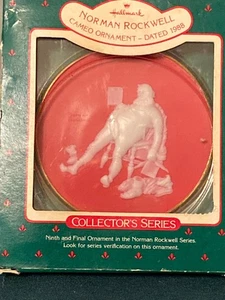 Hallmark
NORMAN ROCKWELL
CAMEO ORNAMENT – DATED 1988
COLLECTOR'S SERIES
Ninth and Final Ornament in the Norman Rockwell Series.
Look for series verification on this ornament.